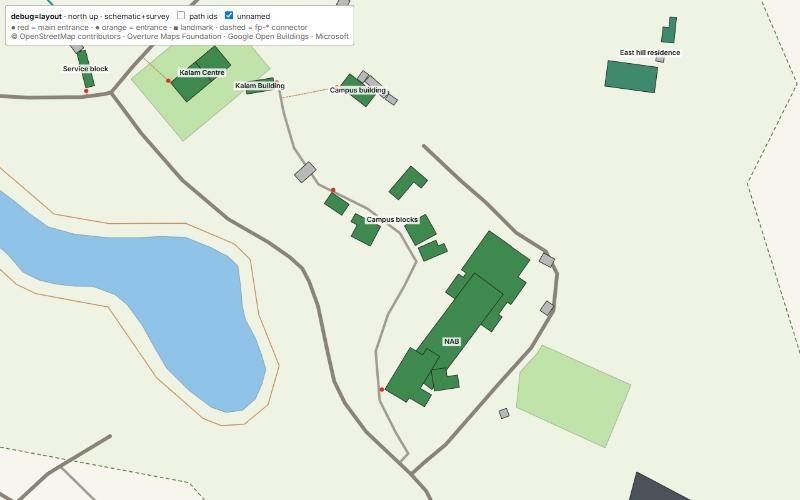 debug=layout · north up · schematic+survey  path ids  unnamed
● red = main entrance · ● orange = entrance · ■ landmark · dashed = fp-* connector
© OpenStreetMap contributors · Overture Maps Foundation · Google Open Buildings · Microsoft
East hill residence
Service block
Kalam Centre
Kalam Building
Campus building
Campus blocks
NAB